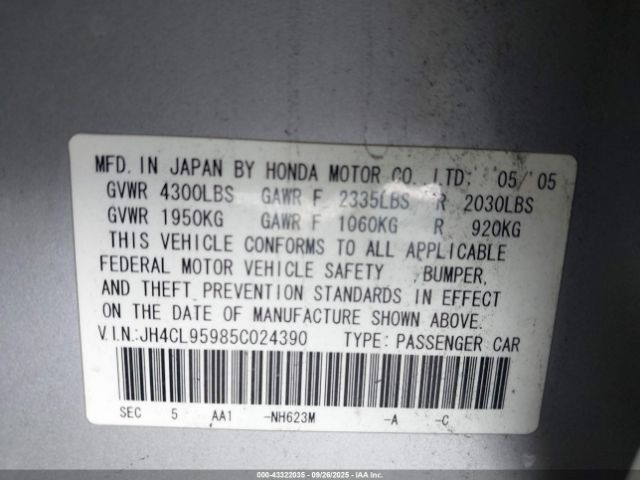 MFD. IN JAPAN BY HONDA MOTOR CO., LTD. 05/'05
GVWR 4300LBS GAWR F 2335LBS R 2030LBS
GVWR 1950KG GAWR F 1060KG R 920KG
THIS VEHICLE CONFORMS TO ALL APPLICABLE
FEDERAL MOTOR VEHICLE SAFETY ,BUMPER,
AND THEFT PREVENTION STANDARDS IN EFFECT
ON THE DATE OF MANUFACTURE SHOWN ABOVE.
V.I.N.:JH4CL95985C024390 TYPE: PASSENGER CAR
SEC 5 AA1 -NH623M -A -C
000-43322035 - 09/26/2025 - IAAI.com